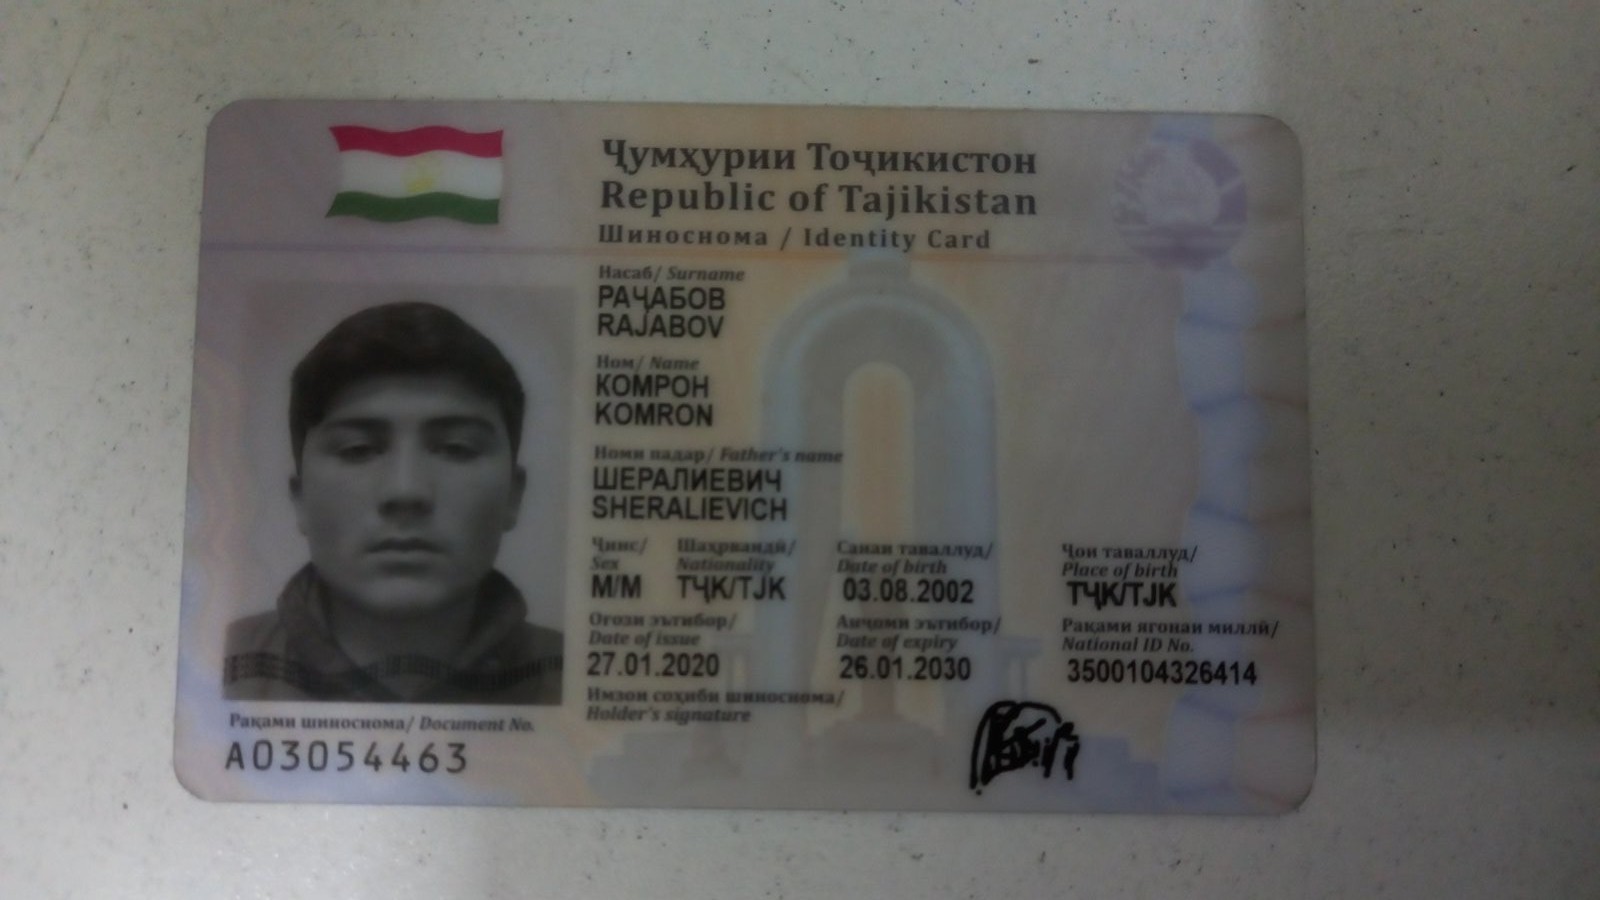 Ҷумҳурии Тоҷикистон
Republic of Tajikistan
Шиноснома / Identity Card
Насаб/ Surname
РАҶАБОВ
RAJABOV
Ном/ Name
КОМРОН
KOMRON
Номи падар/ Father's name
ШЕРАЛИЕВИЧ
SHERALIEVICH
Ҷинс/ Sex
M/M
Шаҳрвандӣ/ Nationality
ТҶК/TJK
Санаи таваллуд/ Date of birth
03.08.2002
Ҷои таваллуд/ Place of birth
ТҶК/TJK
Оғози эътибор/ Date of issue
27.01.2020
Анҷоми эътибор/ Date of expiry
26.01.2030
Рақами ягонаи миллӣ/ National ID No.
3500104326414
Имзои соҳиби шиноснома/
Holder's signature
Рақами шиноснома/ Document No.
A03054463